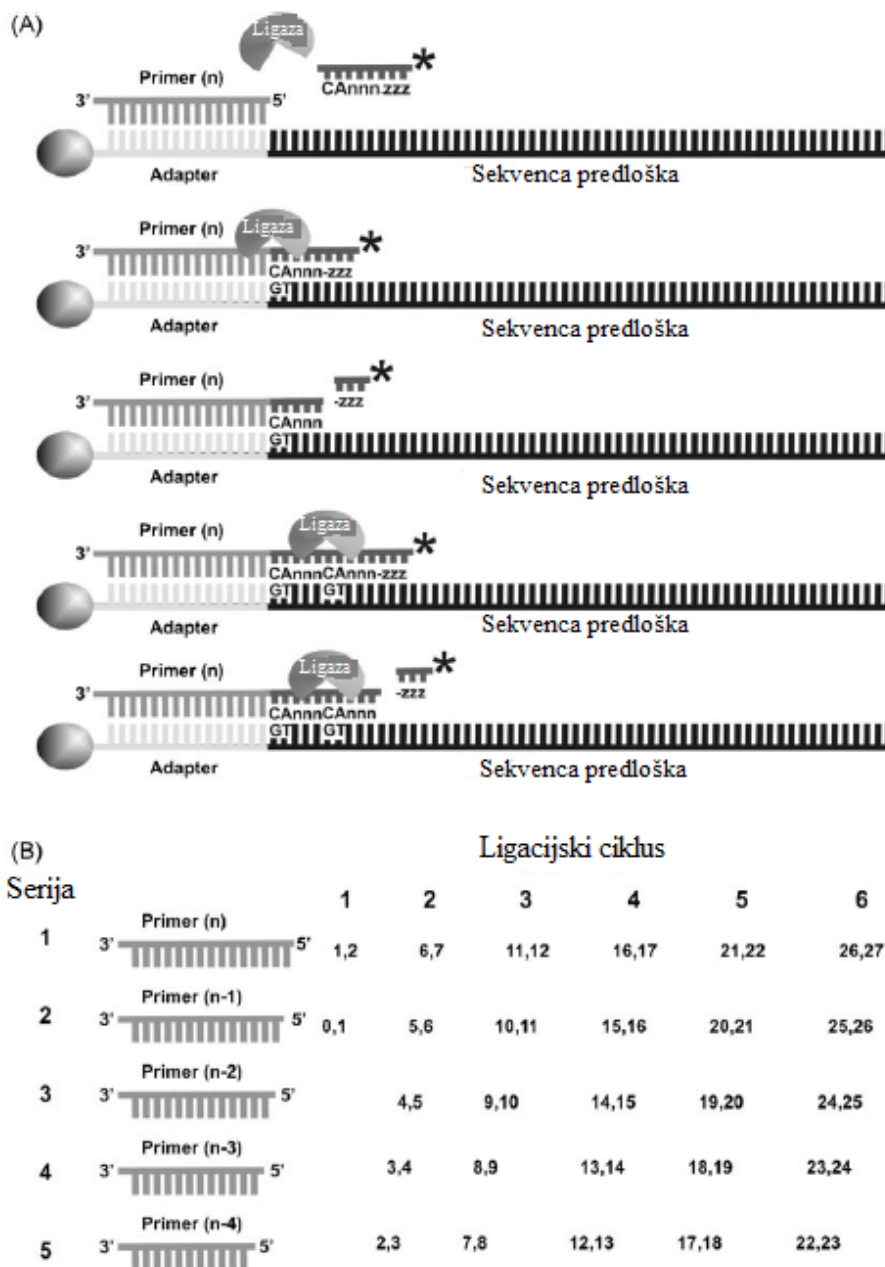 (A)
Ligaza
*
Primer (n)
CAnnn-zzz
3' 5'
Adapter
Sekvenca predloška
Primer (n)
Ligaza
*
3'
CAnnn-zzz
GT
Adapter
Sekvenca predloška
*
Primer (n)
-zzz
3'
CAnnn
GT
Adapter
Sekvenca predloška
Primer (n)
Ligaza
*
3'
CAnnnCAnnn-zzz
GT GT
Adapter
Sekvenca predloška
Primer (n)
Ligaza
*
-zzz
3'
CAnnnCAnnn
GT GT
Adapter
Sekvenca predloška
(B)
Ligacijski ciklus
Serija
1 2 3 4 5 6
Primer (n)
1 3' 5' 1,2 6,7 11,12 16,17 21,22 26,27
Primer (n-1)
2 3' 5' 0,1 5,6 10,11 15,16 20,21 25,26
Primer (n-2)
3 3' 5' 4,5 9,10 14,15 19,20 24,25
Primer (n-3)
4 3' 5' 3,4 8,9 13,14 18,19 23,24
Primer (n-4)
5 3' 5' 2,3 7,8 12,13 17,18 22,23